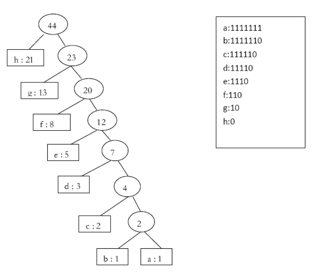 44
h : 21
23
g : 13
20
f : 8
12
e : 5
7
d : 3
4
c : 2
2
b : 1
a : 1
a:1111111
b:1111110
c:111110
d:11110
e:1110
f:110
g:10
h:0